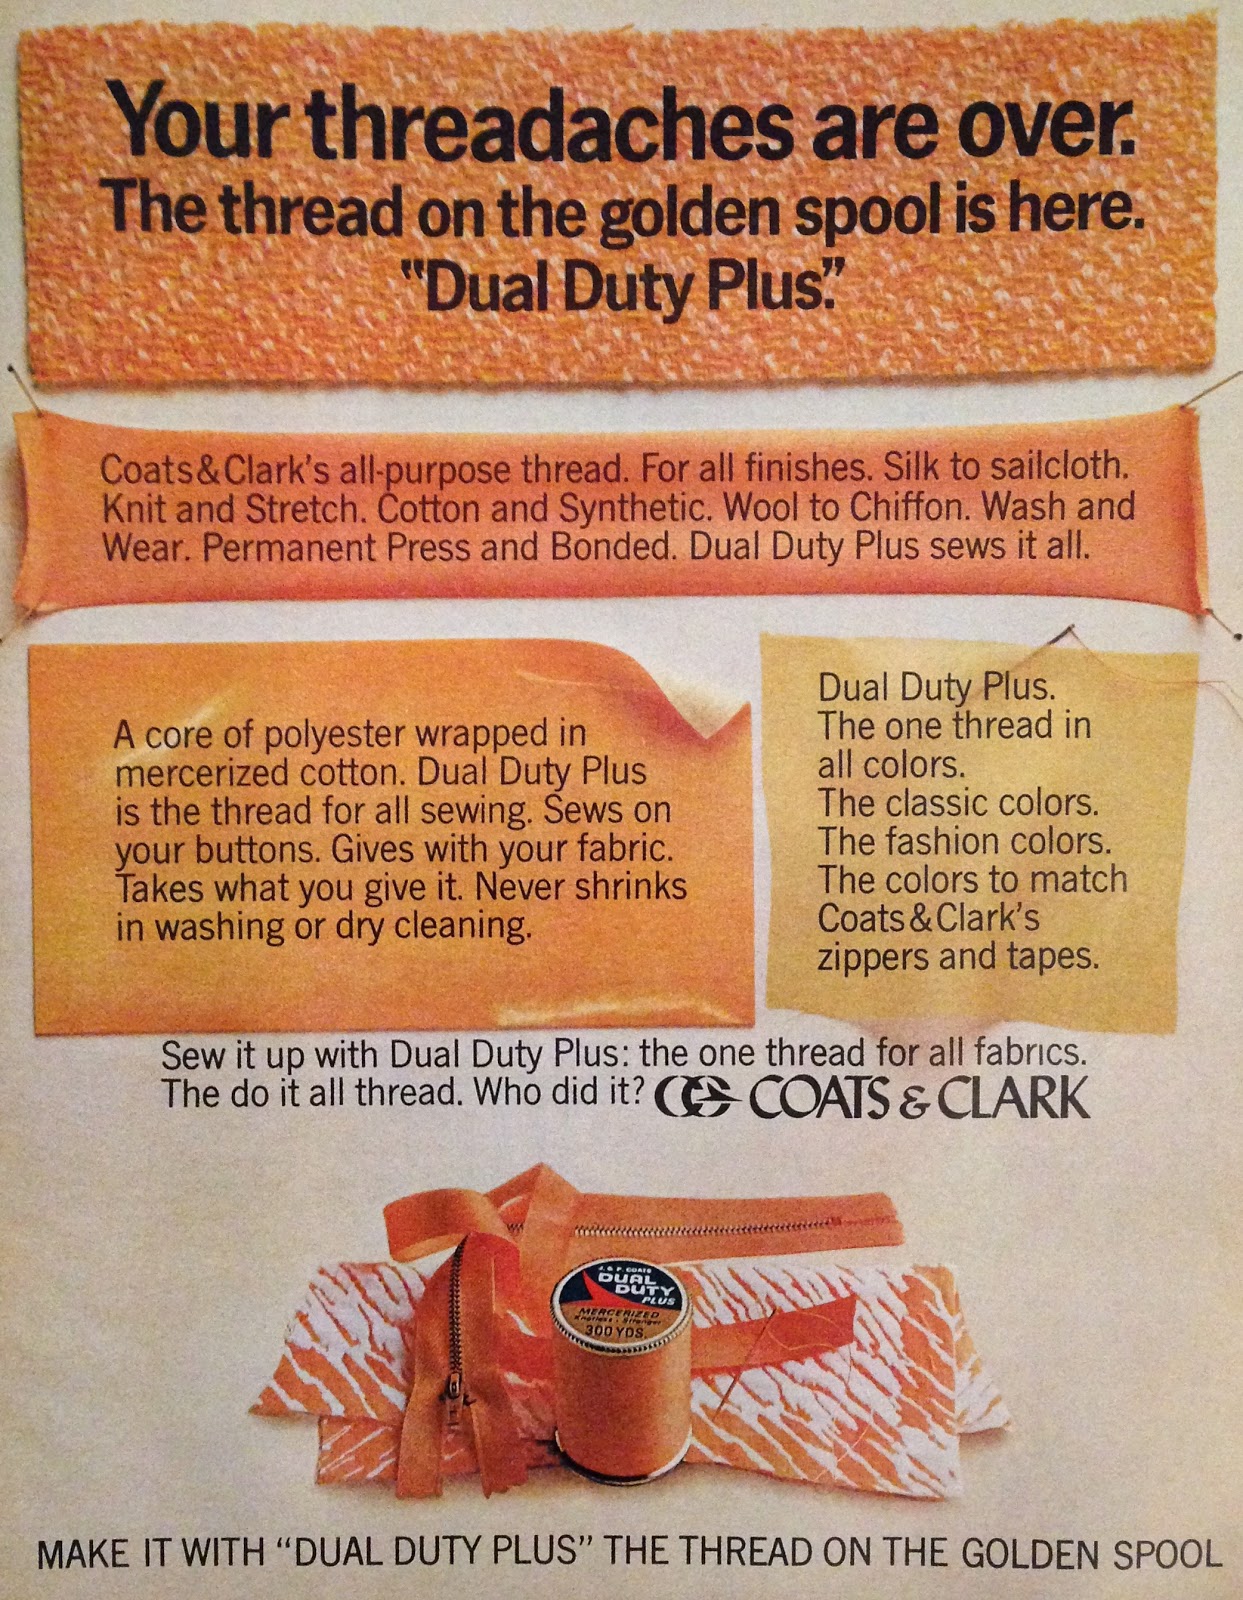 Your threadaches are over.
The thread on the golden spool is here.
"Dual Duty Plus."
Coats&Clark's all-purpose thread. For all finishes. Silk to sailcloth.
Knit and Stretch. Cotton and Synthetic. Wool to Chiffon. Wash and
Wear. Permanent Press and Bonded. Dual Duty Plus sews it all.
A core of polyester wrapped in
mercerized cotton. Dual Duty Plus
is the thread for all sewing. Sews on
your buttons. Gives with your fabric.
Takes what you give it. Never shrinks
in washing or dry cleaning.
Dual Duty Plus.
The one thread in
all colors.
The classic colors.
The fashion colors.
The colors to match
Coats&Clark's
zippers and tapes.
Sew it up with Dual Duty Plus: the one thread for all fabrics.
The do it all thread. Who did it? COATS & CLARK
J. & P. COATS
DUAL
DUTY
PLUS
MERCERIZED
Knotless - Stronger
300 YDS.
MAKE IT WITH "DUAL DUTY PLUS" THE THREAD ON THE GOLDEN SPOOL